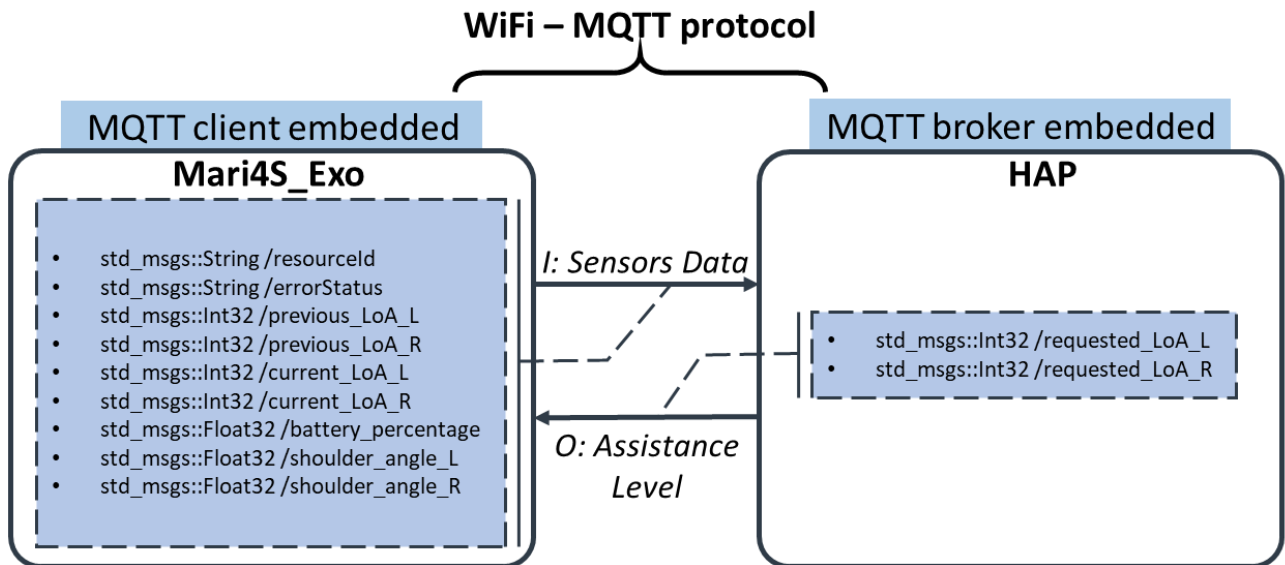 WiFi – MQTT protocol
MQTT client embedded
Mari4S_Exo
• std_msgs::String /resourceId
• std_msgs::String /errorStatus
• std_msgs::Int32 /previous_LoA_L
• std_msgs::Int32 /previous_LoA_R
• std_msgs::Int32 /current_LoA_L
• std_msgs::Int32 /current_LoA_R
• std_msgs::Float32 /battery_percentage
• std_msgs::Float32 /shoulder_angle_L
• std_msgs::Float32 /shoulder_angle_R
I: Sensors Data
O: Assistance
Level
MQTT broker embedded
HAP
• std_msgs::Int32 /requested_LoA_L
• std_msgs::Int32 /requested_LoA_R